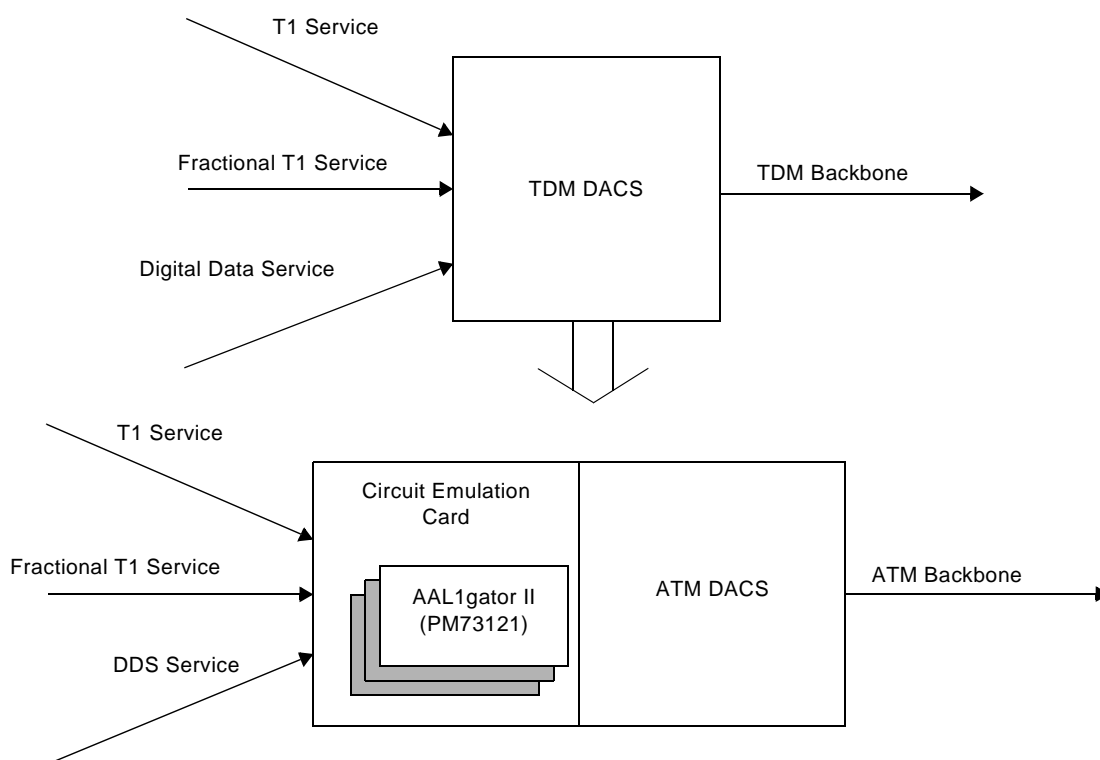 T1 Service
Fractional T1 Service
TDM DACS
TDM Backbone
Digital Data Service
T1 Service
Circuit Emulation
Card
Fractional T1 Service
AAL1gator II
(PM73121)
ATM DACS
ATM Backbone
DDS Service